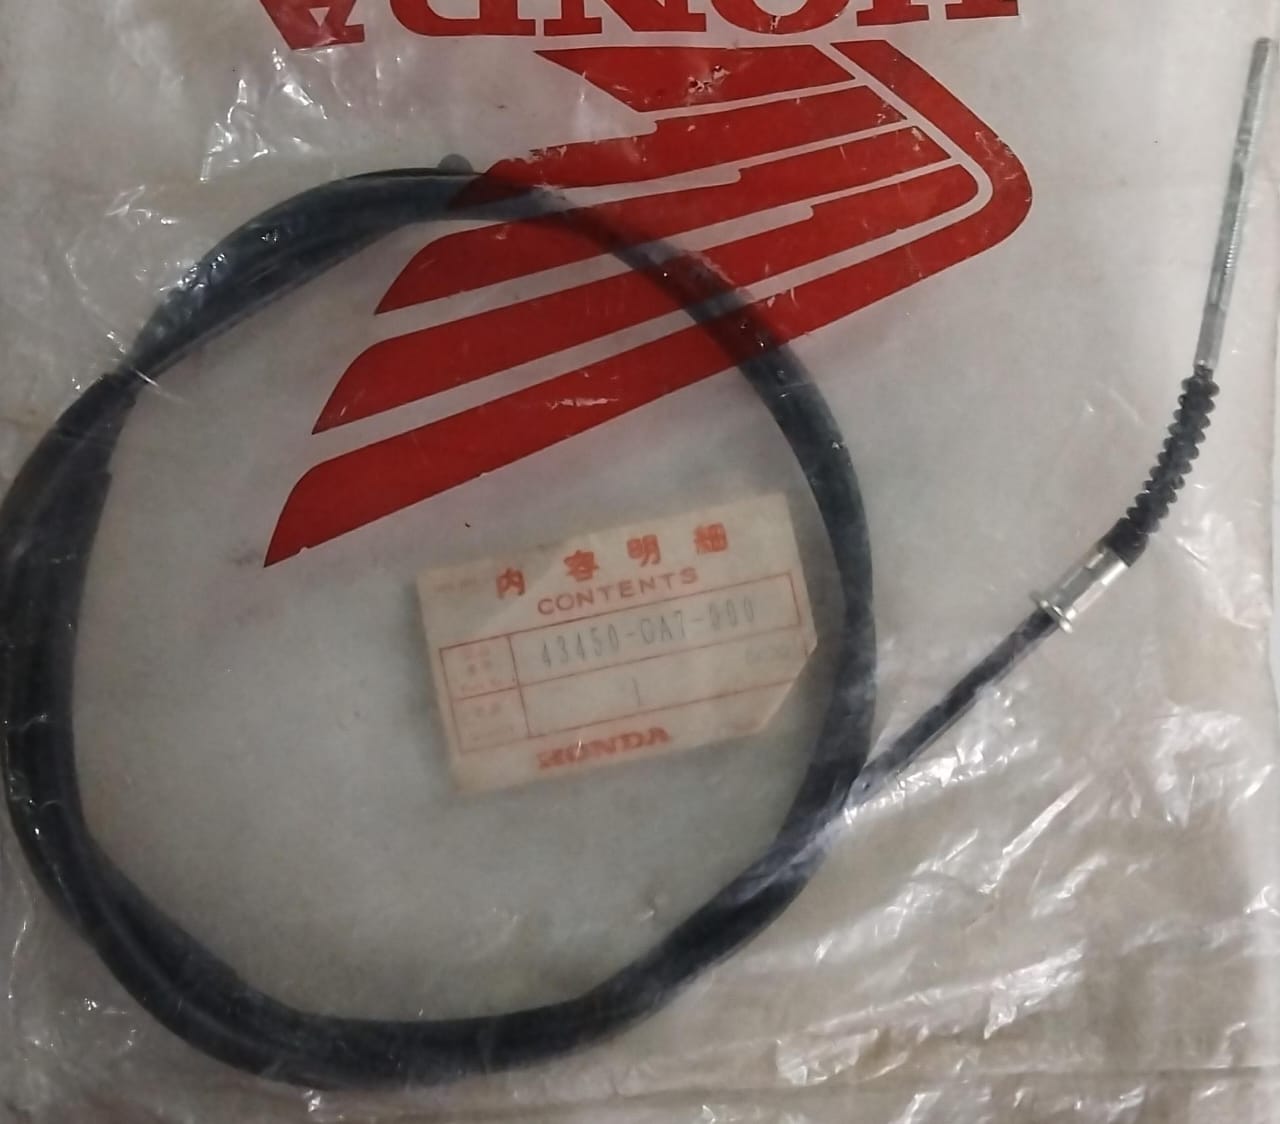 HONDA
内容明細
CONTENTS
43450-GA7-000
1
HONDA